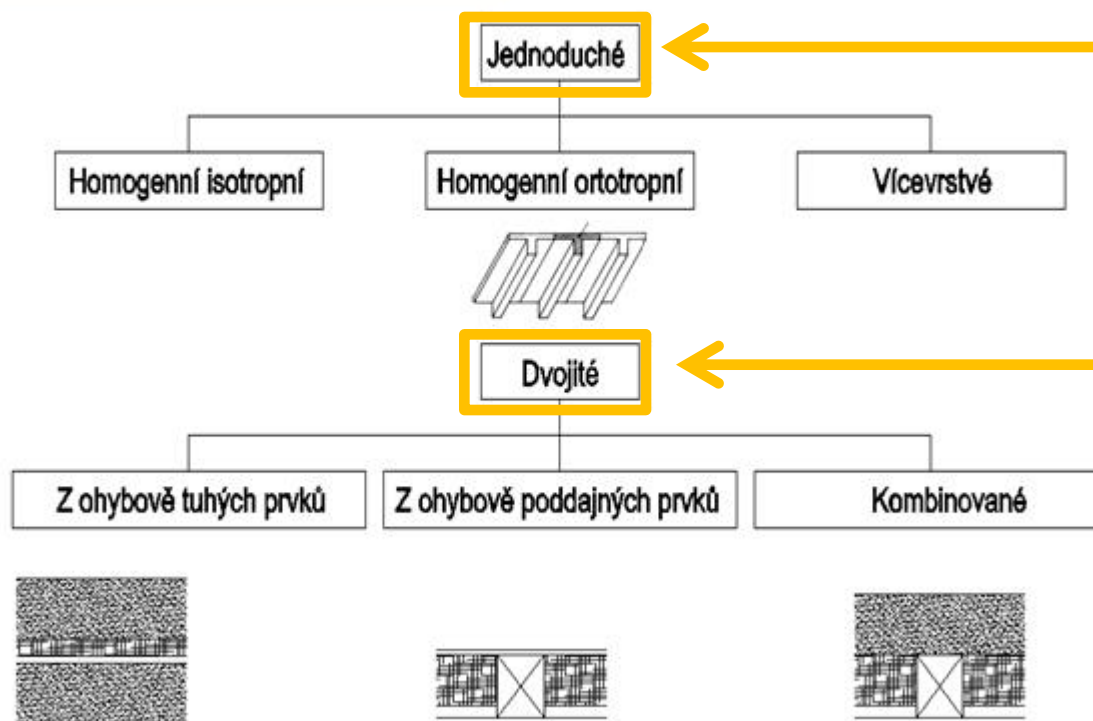 Jednoduché
Homogenní isotropní
Homogenní ortotropní
Vícevrstvé
Dvojité
Z ohybově tuhých prvků
Z ohybově poddajných prvků
Kombinované